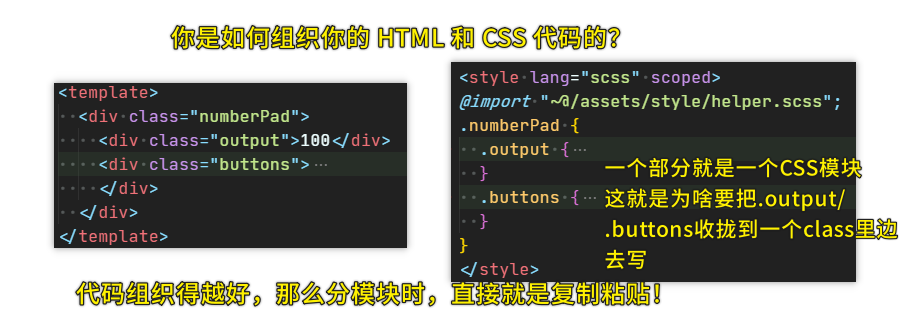 你是如何组织你的 HTML 和 CSS 代码的?
<template>
<div class="numberPad">
<div class="output">100</div>
<div class="buttons">…
</div>
</div>
</template>
<style lang="scss" scoped>
@import "~@/assets/style/helper.scss";
.numberPad {
.output {…
}
.buttons {…
}
}
</style>
一个部分就是一个CSS模块
这就是为啥要把.output/
.buttons收拢到一个class里边
去写
代码组织得越好，那么分模块时，直接就是复制粘贴!